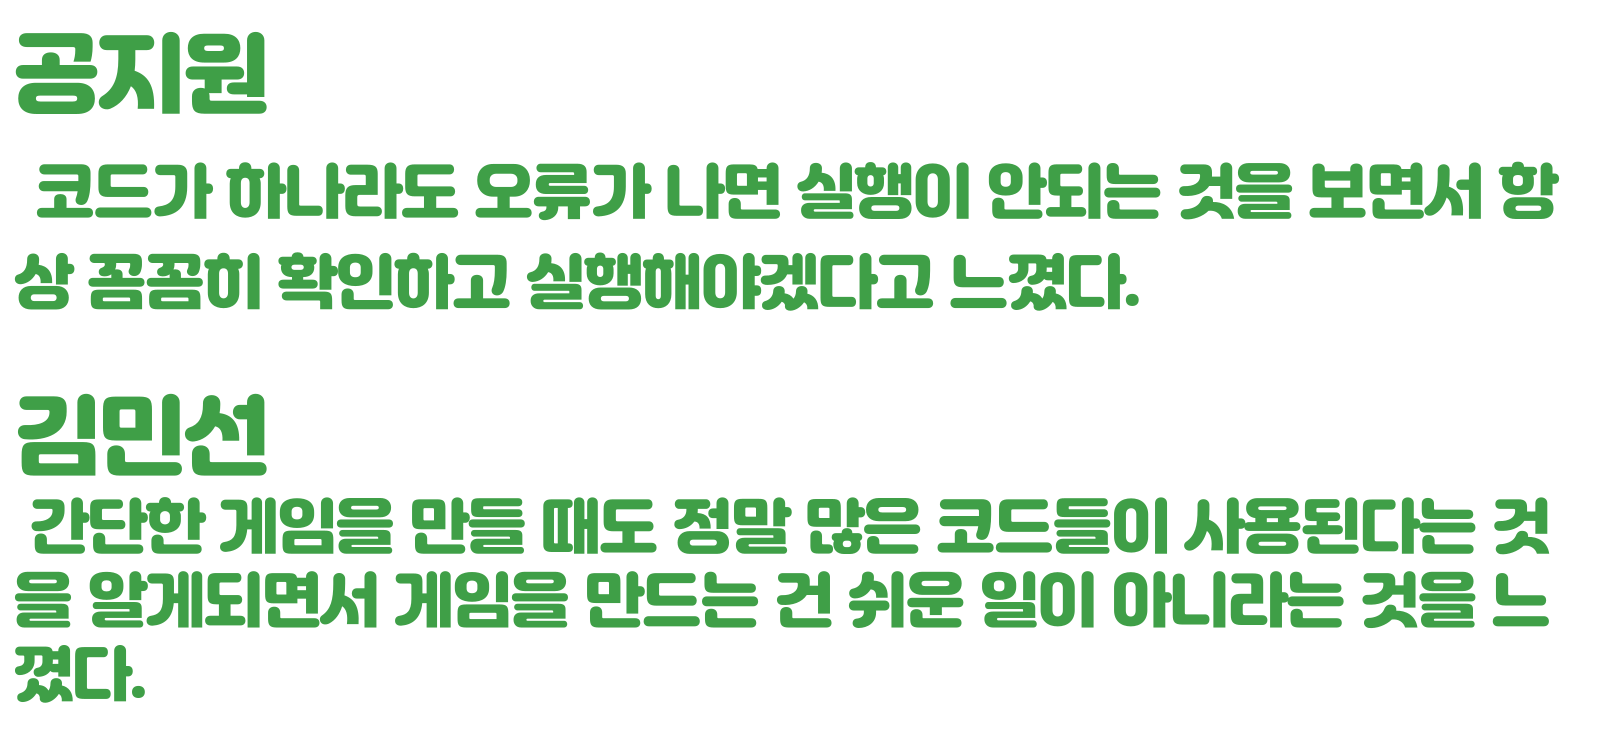 공지원
코드가 하나라도 오류가 나면 실행이 안되는 것을 보면서 항
상 꼼꼼히 확인하고 실행해야겠다고 느꼈다.
김민선
간단한 게임을 만들 때도 정말 많은 코드들이 사용된다는 것
을 알게되면서 게임을 만드는 건 쉬운 일이 아니라는 것을 느
꼈다.